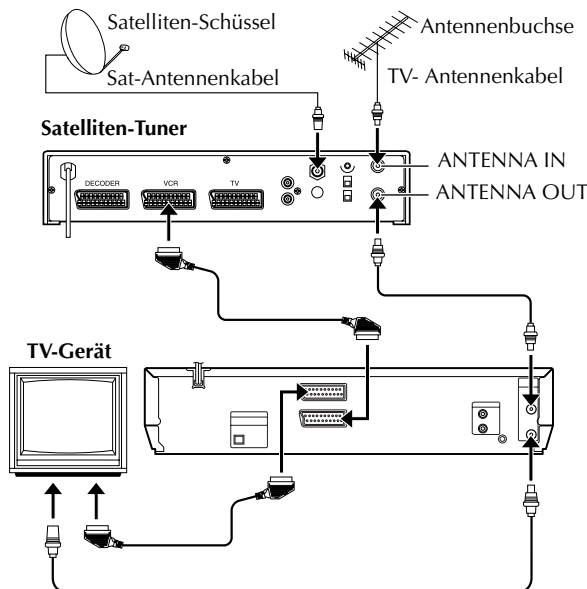 Satelliten-Schüssel
Antennenbuchse
Sat-Antennenkabel
TV- Antennenkabel
Satelliten-Tuner
ANTENNA IN
DECODER VCR TV
ANTENNA OUT
TV-Gerät